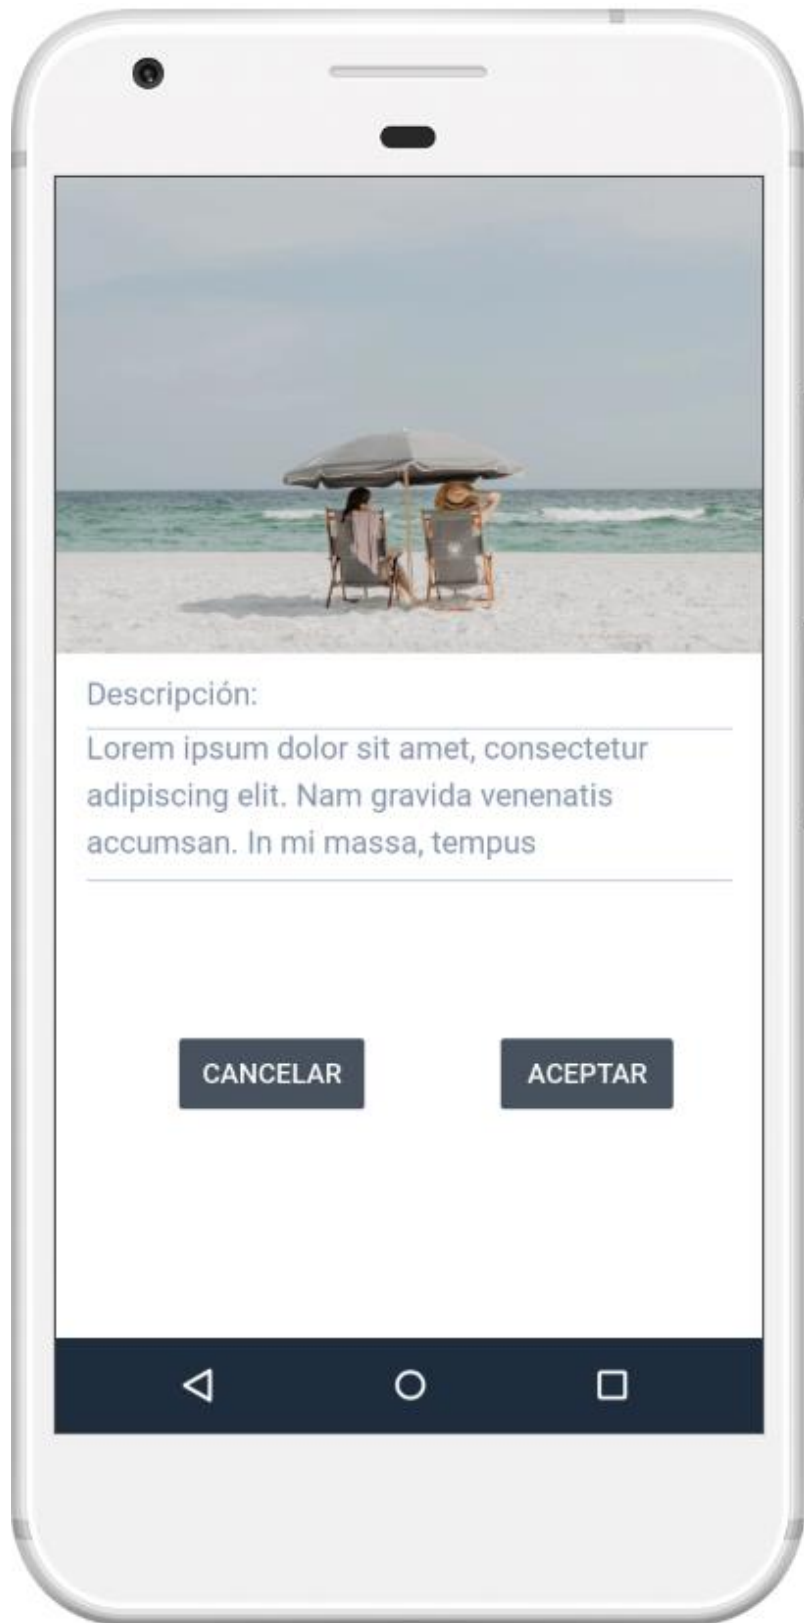 Descripción:
Lorem ipsum dolor sit amet, consectetur
adipiscing elit. Nam gravida venenatis
accumsan. In mi massa, tempus
CANCELAR ACEPTAR